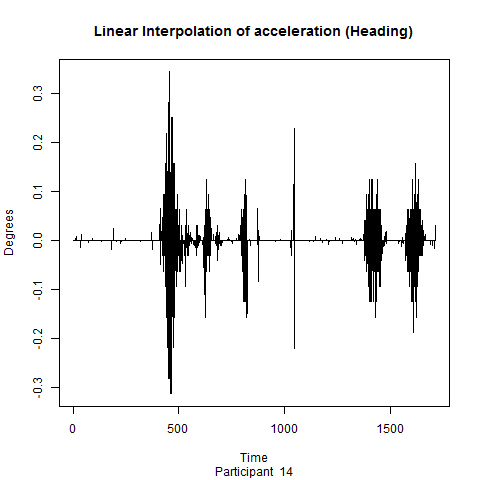 Linear Interpolation of acceleration (Heading)
Degrees
0.3
0.2
0.1
0.0
-0.1
-0.2
-0.3
0 500 1000 1500
Time
Participant 14